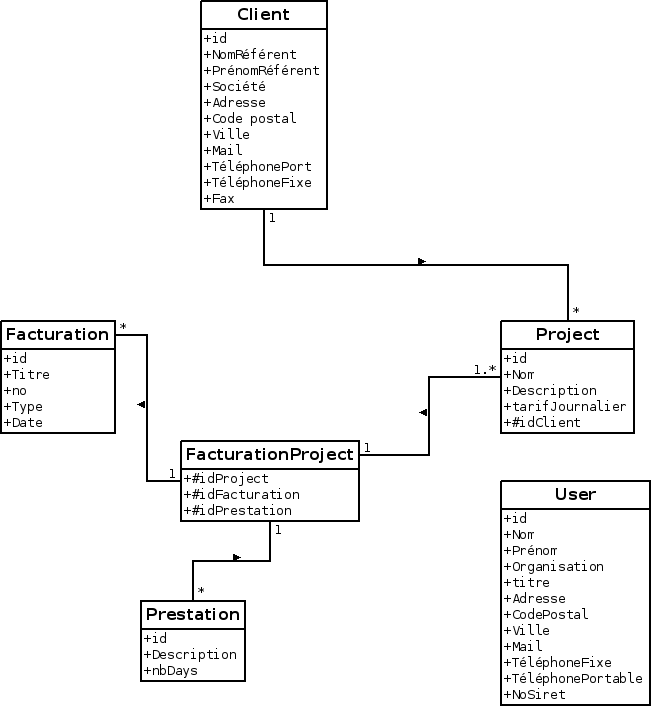 Client
+id
+NomRéférent
+PrénomRéférent
+Société
+Adresse
+Code postal
+Ville
+Mail
+TéléphonePort
+TéléphoneFixe
+Fax
1
*
Facturation
+id
+Titre
+no
+Type
+Date
*
Project
+id
+Nom
+Description
+tarifJournalier
+#idClient
1.*
FacturationProject
+#idProject
+#idFacturation
+#idPrestation
1
1
1
User
+id
+Nom
+Prénom
+Organisation
+titre
+Adresse
+CodePostal
+Ville
+Mail
+TéléphoneFixe
+TéléphonePortable
+NoSiret
*
Prestation
+id
+Description
+nbDays